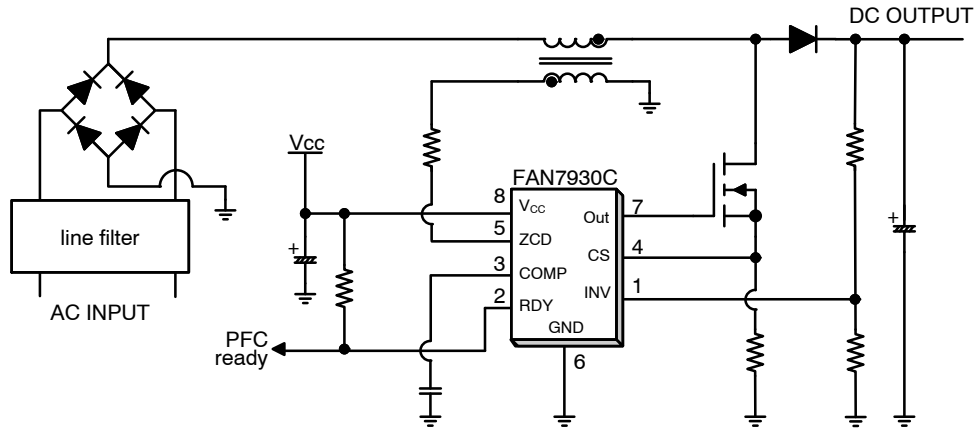 DC OUTPUT
Vcc
FAN7930C
8
VCC
Out
7
5
ZCD
line filter
+
CS
4
+
3
COMP
INV
1
2
RDY
AC INPUT
GND
PFC
ready
6